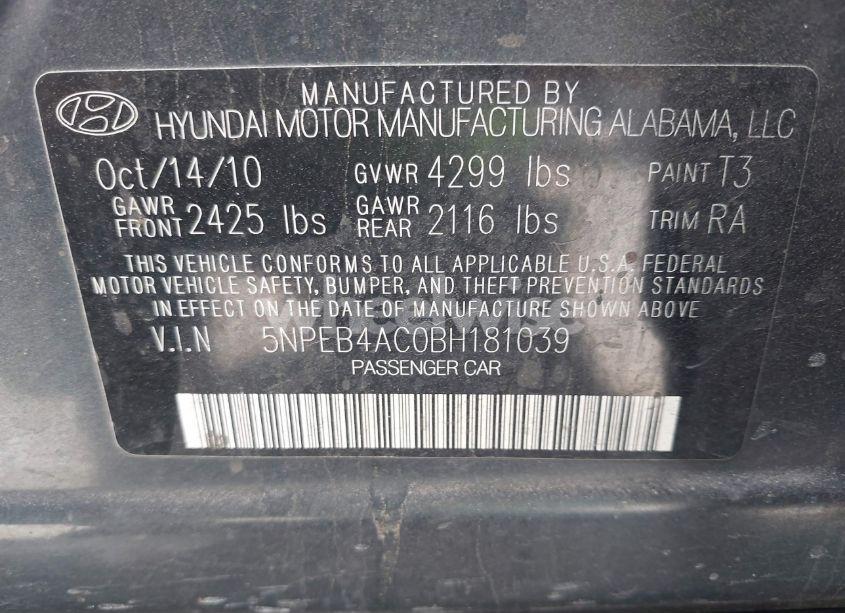 MANUFACTURED BY
HYUNDAI MOTOR MANUFACTURING ALABAMA, LLC
Oct/14/10 GVWR 4299 lbs PAINT T3
GAWR FRONT 2425 lbs GAWR REAR 2116 lbs TRIM RA
THIS VEHICLE CONFORMS TO ALL APPLICABLE U.S.A. FEDERAL
MOTOR VEHICLE SAFETY, BUMPER, AND THEFT PREVENTION STANDARDS
IN EFFECT ON THE DATE OF MANUFACTURE SHOWN ABOVE
V.I.N 5NPEB4AC0BH181039
PASSENGER CAR